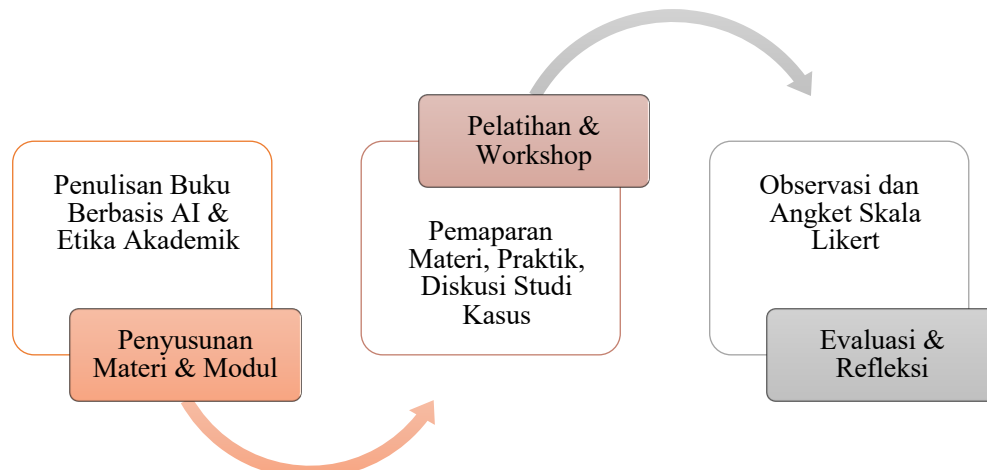 Penulisan Buku
Berbasis AI &
Etika Akademik
Penyusunan
Materi & Modul
Pelatihan &
Workshop
Pemaparan
Materi, Praktik,
Diskusi Studi
Kasus
Observasi dan
Angket Skala
Likert
Evaluasi &
Refleksi